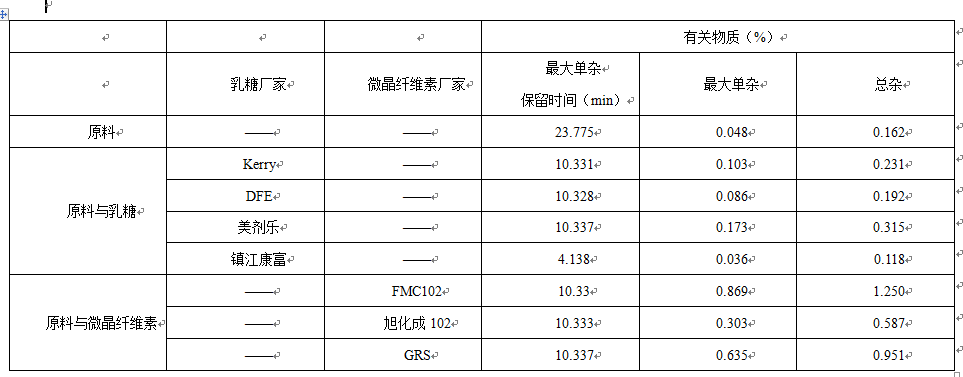 有关物质（%）
乳糖厂家 微晶纤维素厂家 最大单杂 保留时间（min） 最大单杂 总杂
原料 —— —— 23.775 0.048 0.162
原料与乳糖 Kerry —— 10.331 0.103 0.231
DFE —— 10.328 0.086 0.192
美剂乐 —— 10.337 0.173 0.315
镇江康富 —— 4.138 0.036 0.118
原料与微晶纤维素 —— FMC102 10.33 0.869 1.250
—— 旭化成 102 10.333 0.303 0.587
—— GRS 10.337 0.635 0.951